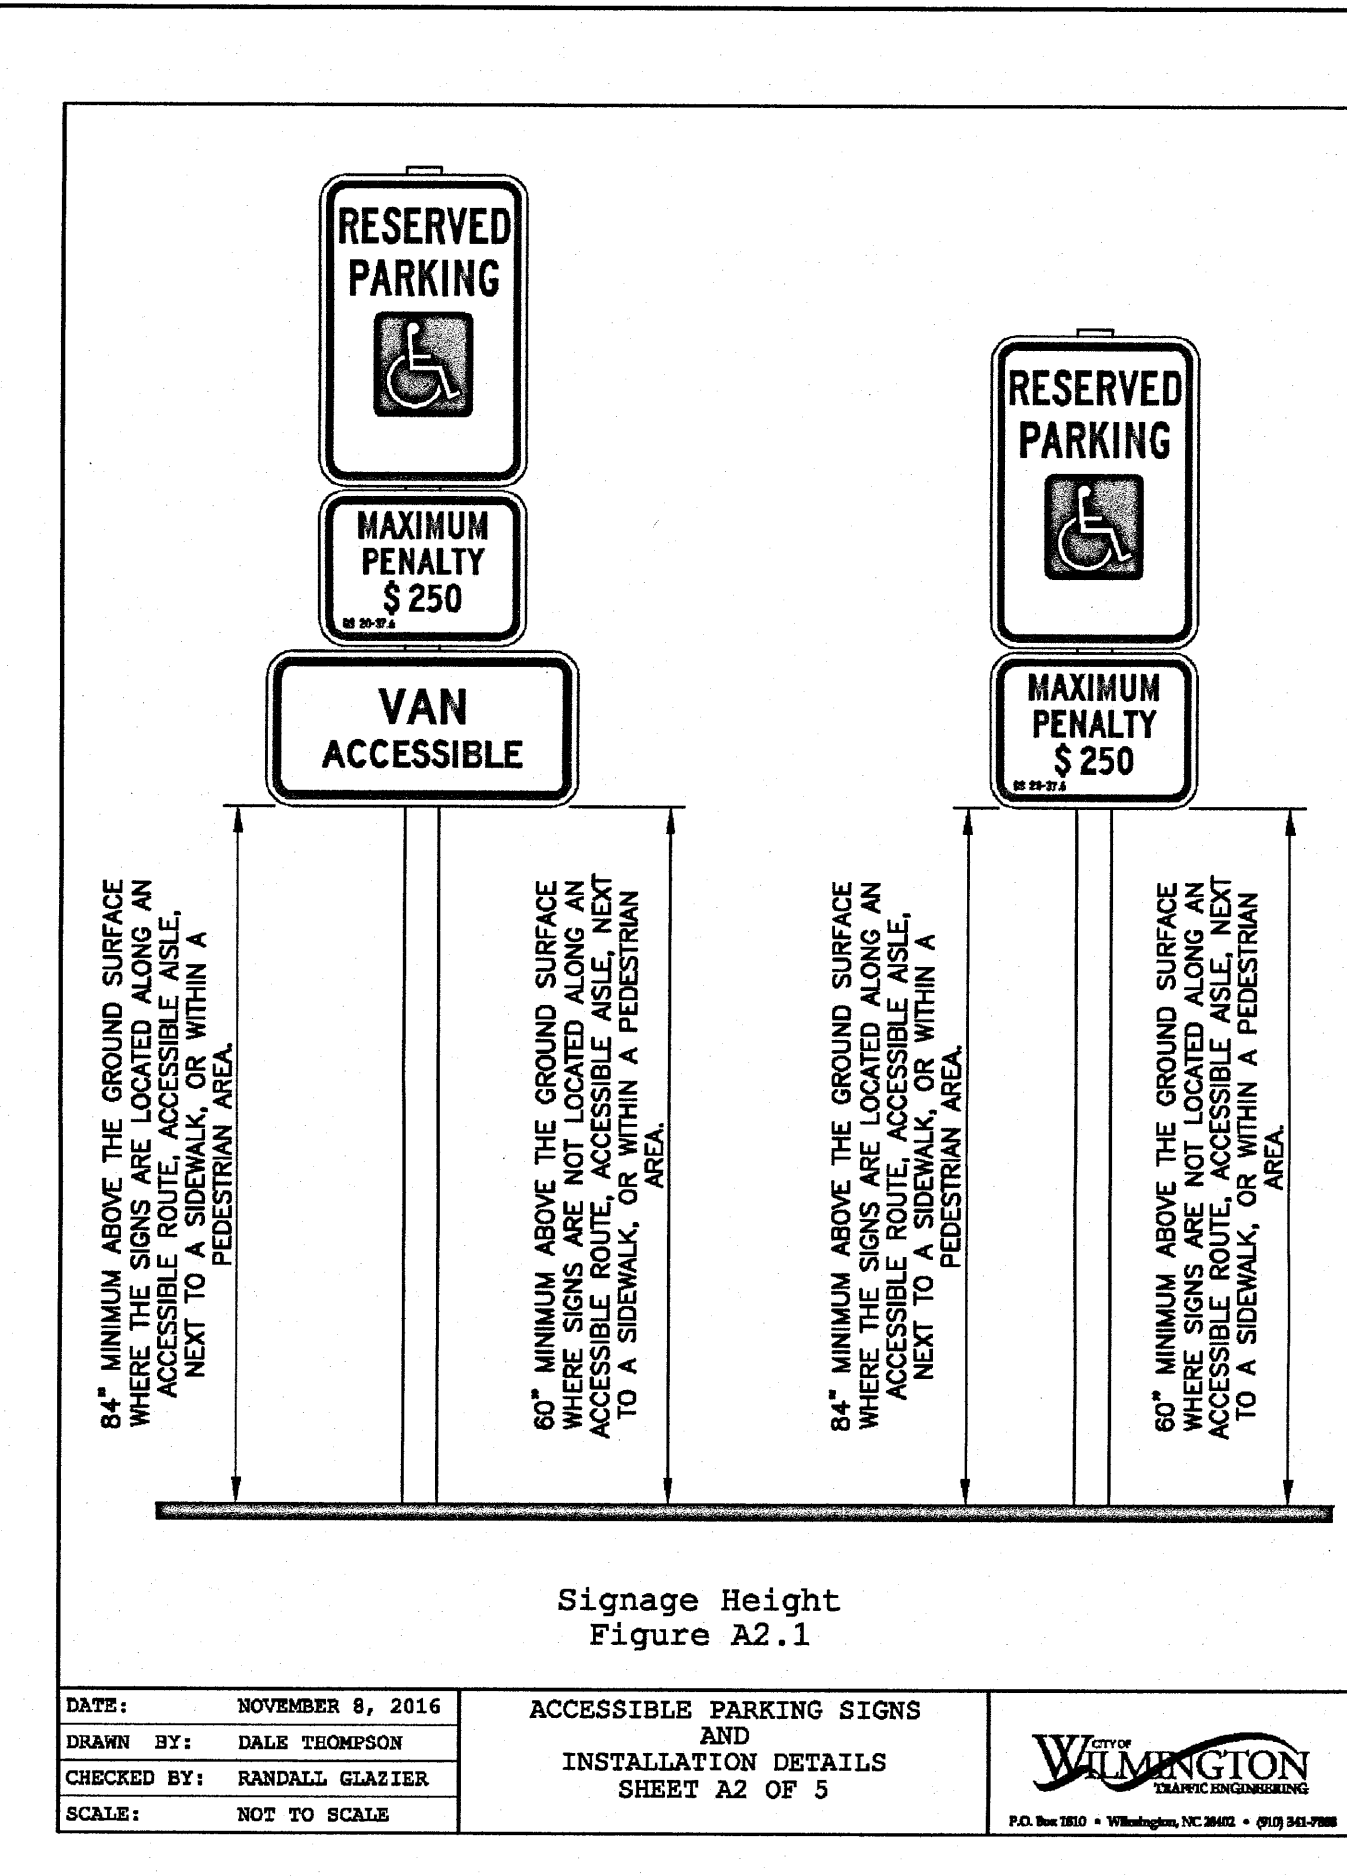 RESERVED
PARKING
MAXIMUM
PENALTY
$ 250
VAN
ACCESSIBLE
RESERVED
PARKING
MAXIMUM
PENALTY
$ 250
84" MINIMUM ABOVE THE GROUND SURFACE
WHERE THE SIGNS ARE LOCATED ALONG AN
ACCESSIBLE ROUTE, ACCESSIBLE AISLE,
NEXT TO A SIDEWALK, OR WITHIN A
PEDESTRIAN AREA.
60" MINIMUM ABOVE THE GROUND SURFACE
WHERE SIGNS ARE NOT LOCATED ALONG AN
ACCESSIBLE ROUTE, ACCESSIBLE AISLE, NEXT
TO A SIDEWALK, OR WITHIN A PEDESTRIAN
AREA.
84" MINIMUM ABOVE THE GROUND SURFACE
WHERE THE SIGNS ARE LOCATED ALONG AN
ACCESSIBLE ROUTE, ACCESSIBLE AISLE,
NEXT TO A SIDEWALK, OR WITHIN A
PEDESTRIAN AREA.
60" MINIMUM ABOVE THE GROUND SURFACE
WHERE SIGNS ARE NOT LOCATED ALONG AN
ACCESSIBLE ROUTE, ACCESSIBLE AISLE, NEXT
TO A SIDEWALK, OR WITHIN A PEDESTRIAN
AREA.
Signage Height
Figure A2.1
DATE: NOVEMBER 8, 2016
DRAWN BY: DALE THOMPSON
CHECKED BY: RANDALL GLAZIER
SCALE: NOT TO SCALE
ACCESSIBLE PARKING SIGNS
AND
INSTALLATION DETAILS
SHEET A2 OF 5
CITY OF
WILMINGTON
TRAFFIC ENGINEERING
P.O. Box 1810 • Wilmington, NC 28402 • (910)